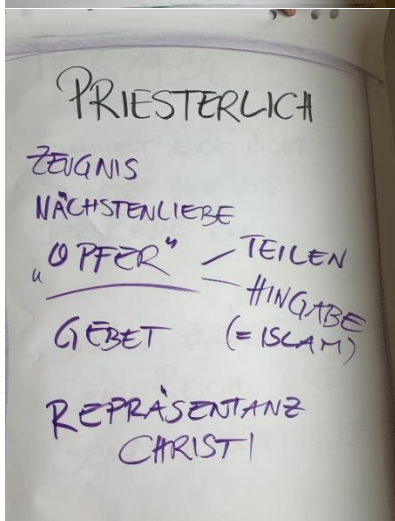 PRIESTERLICH
ZEUGNIS
NÄCHSTENLIEBE
„OPFER“
TEILEN
HINGABE
(= ISLAM)
GEBET
REPRÄSENTANZ
CHRISTI